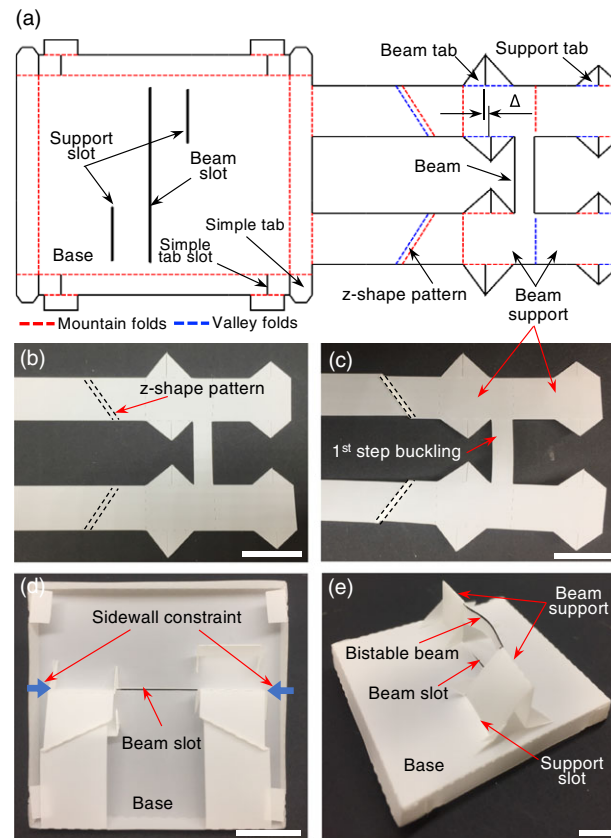 (a)
Beam tab
Support tab
Δ
Support
slot
Beam
slot
Beam
Simple tab
Base
Simple
tab slot
z-shape pattern
Beam
support
Mountain folds
Valley folds
(b)
z-shape pattern
(c)
1st step buckling
(d)
Sidewall constraint
Beam slot
Base
(e)
Beam
support
Bistable beam
Beam slot
Base
Support
slot